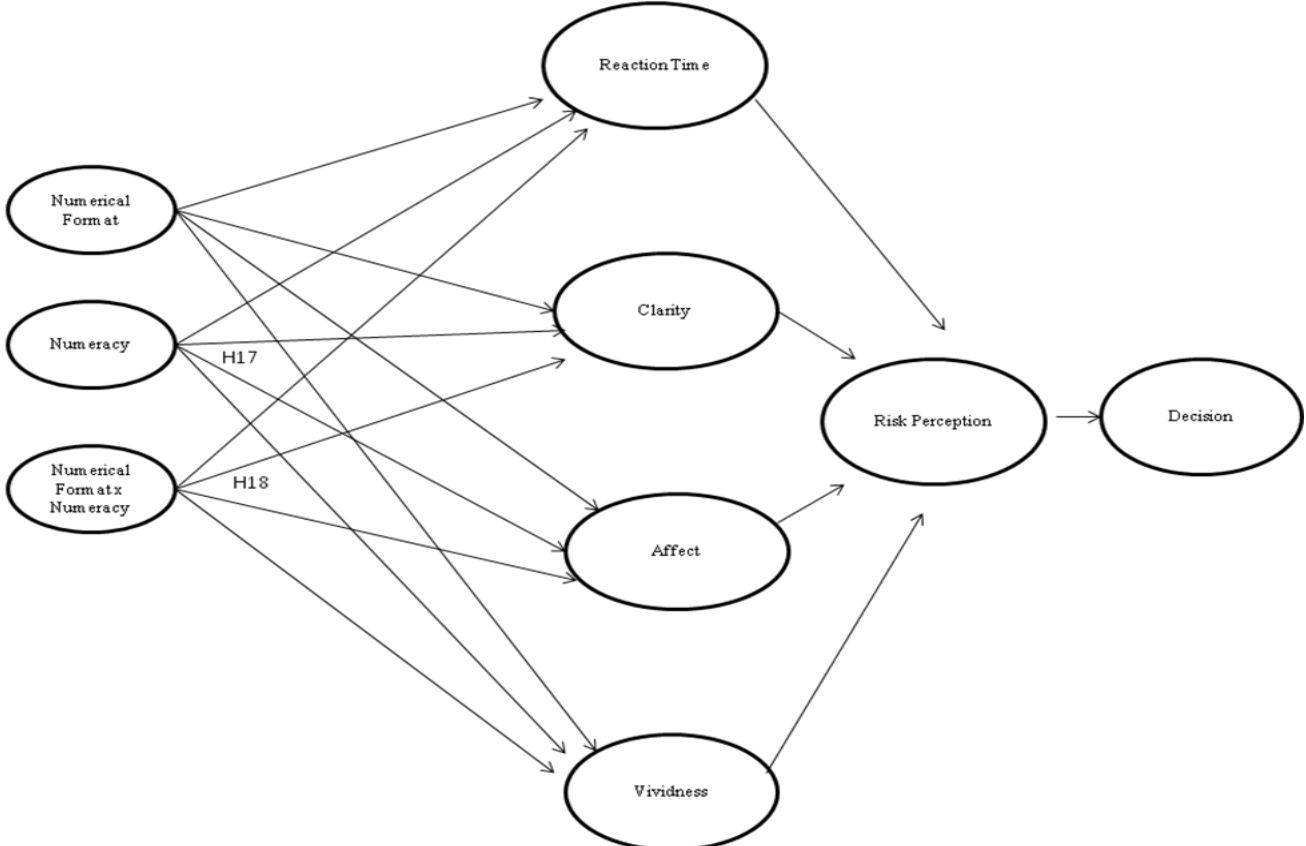 Reaction Time
Numerical
Format
Clarity
Numeracy
H17
Risk Perception
Decision
Numerical
Format x
Numeracy
H18
Affect
Vividness